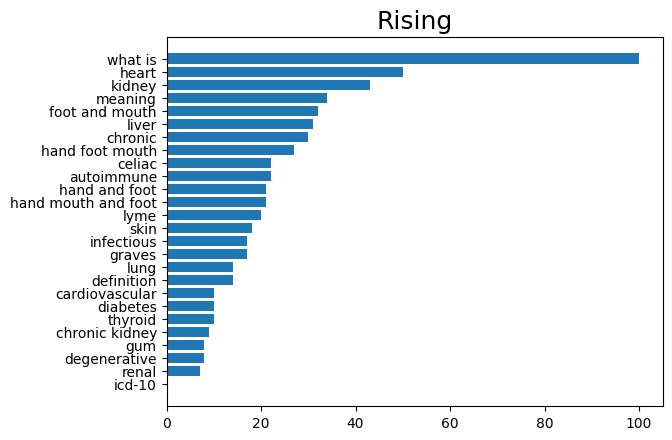 Rising
what is
heart
kidney
meaning
foot and mouth
liver
chronic
hand foot mouth
celiac
autoimmune
hand and foot
hand mouth and foot
lyme
skin
infectious
graves
lung
definition
cardiovascular
diabetes
thyroid
chronic kidney
gum
degenerative
renal
icd-10
0 20 40 60 80 100